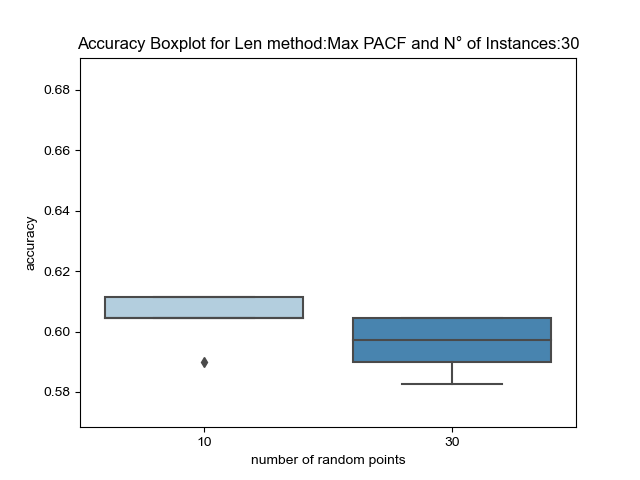 Accuracy Boxplot for Len method:Max PACF and N° of Instances:30
0.68
0.66
0.64
0.62
0.60
0.58
accuracy
10
30
number of random points